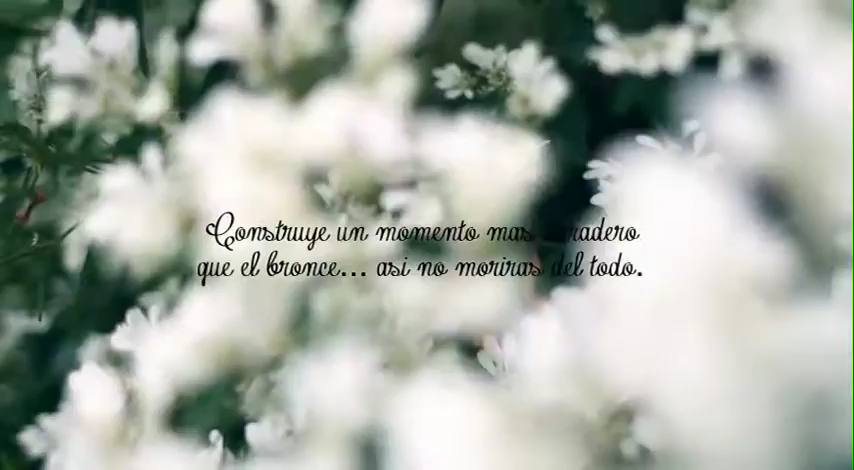 Construye un momento mas
que el bronce... asi no moriras del todo.